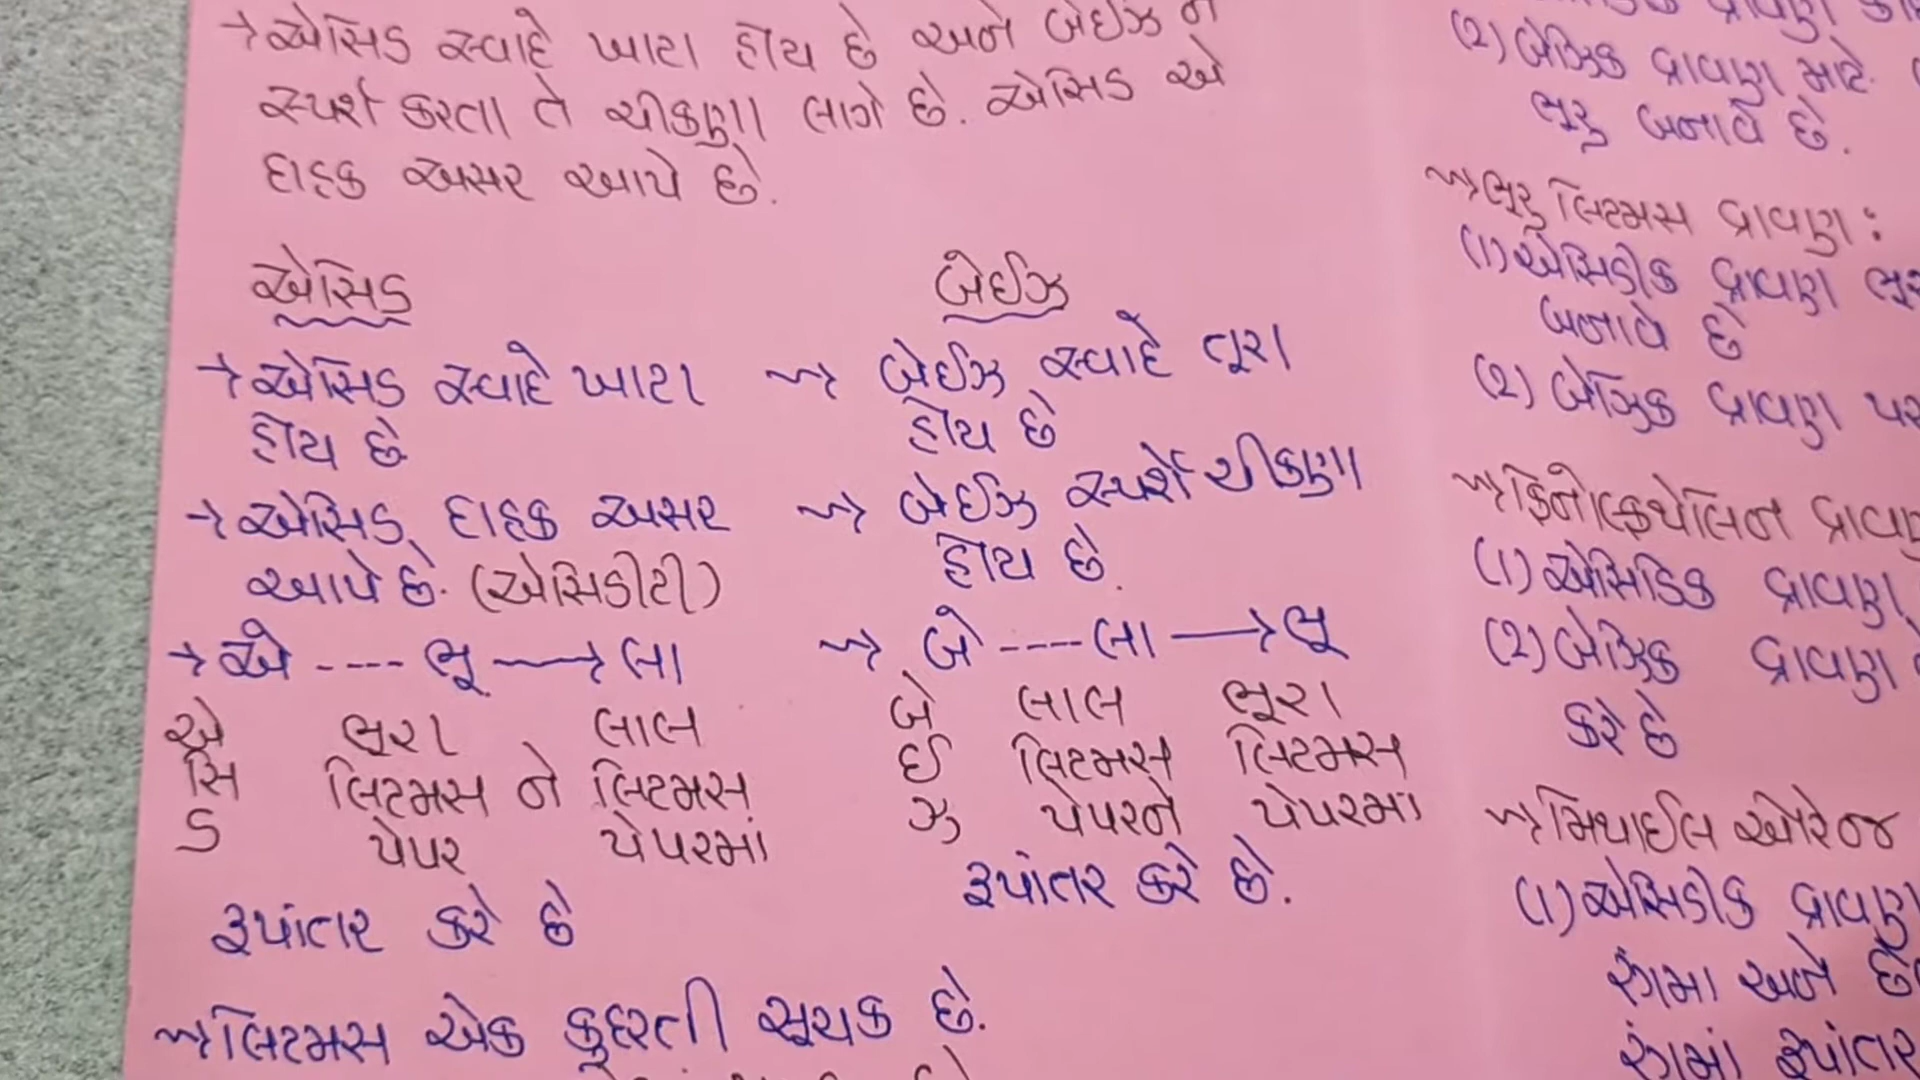 → એસિડ સ્વાદે ખાટા હોય છે અને બેઈઝ ને
સ્પર્શ કરતા તે ચીકણા લાગે છે. એસિડ એ
દાહક અસર આપે છે.
એસિડ
→ એસિડ સ્વાદે ખાટા
હોય છે
→ એસિડ દાહક અસર
આપે છે. (એસિડીટી)
→ એ ---- ભૂ → લા
એ ભૂરા લાલ
સિ લિટમસ ને લિટમસ
ડ પેપર પેપરમાં
રૂપાંતર કરે છે
બેઈઝ
→ બેઈઝ સ્વાદે તૂરા
હોય છે
→ બેઈઝ સ્પર્શે ચીકણા
હોય છે.
→ બે ---- લા → ભૂ
બે લાલ ભૂરા
ઈ લિટમસ લિટમસ
ઝ પેપરને પેપરમા
રૂપાંતર કરે છે.
→ લિટમસ એક કુદરતી સૂચક છે.
(2) બેઝિક દ્રાવણ માટે
ભૂરુ બનાવે છે.
→ ભૂરુ લિટમસ દ્રાવણ :
(1) એસિડીક દ્રાવણ
બનાવે છે
(2) બેઝિક દ્રાવણ
→ ફિનોલ્ફથેલિન દ્રાવણ
(1) એસિડિક દ્રાવણ
(2) બેઝિક દ્રાવણ
કરે છે
→ મિથાઈલ ઓરેન્જ
(1) એસિડીક દ્રાવણ
રંગમા અને
રંગમાં રૂપાંતર